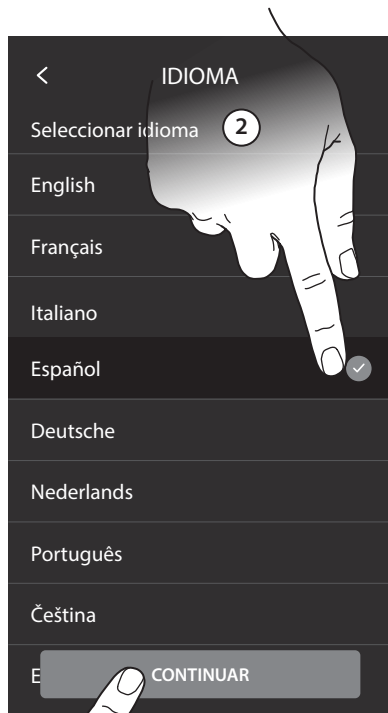 IDIOMA
Seleccionar idioma
2
English
Français
Italiano
Español
Deutsche
Nederlands
Português
Čeština
E
CONTINUAR